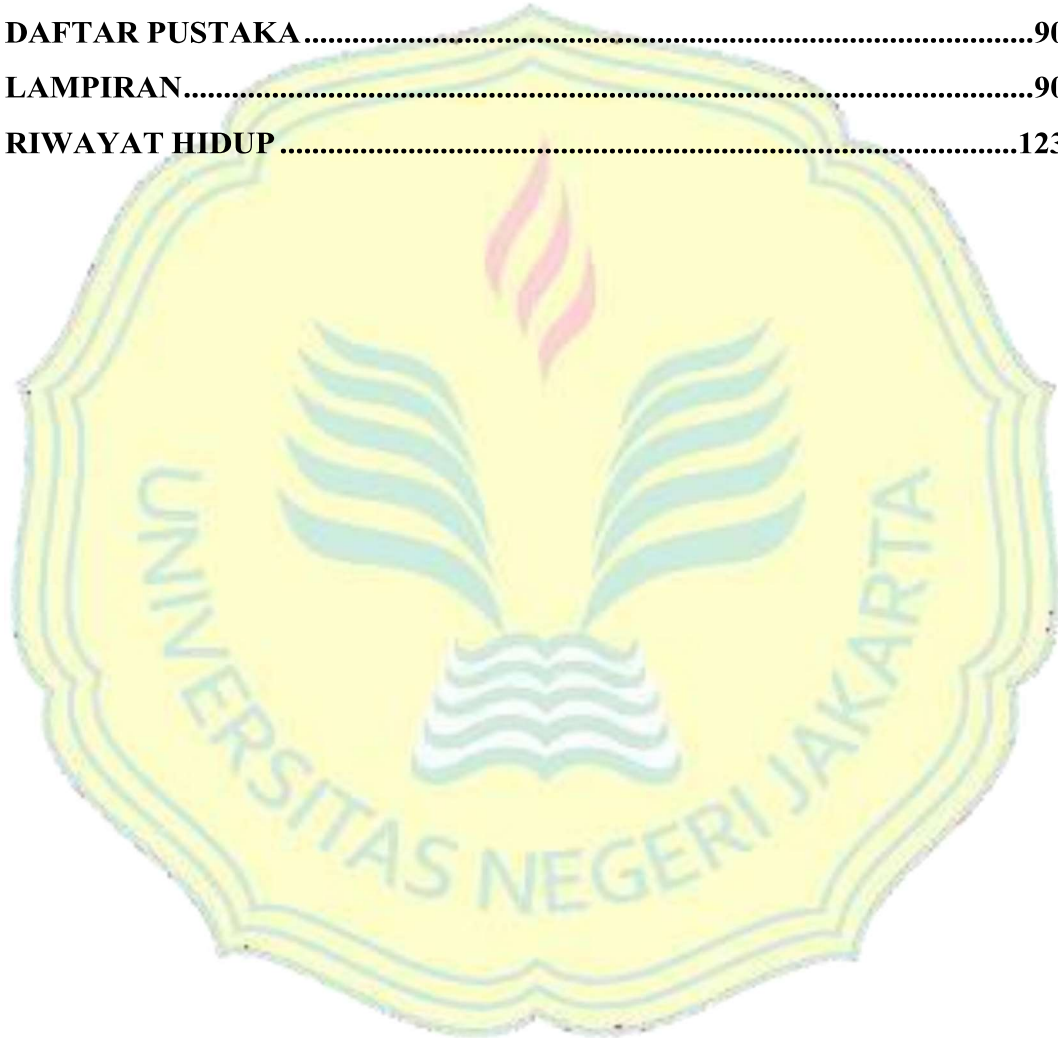 DAFTAR PUSTAKA.........................................................................................90
LAMPIRAN........................................................................................................90
RIWAYAT HIDUP..........................................................................................123
UNIVERSITAS NEGERI JAKARTA